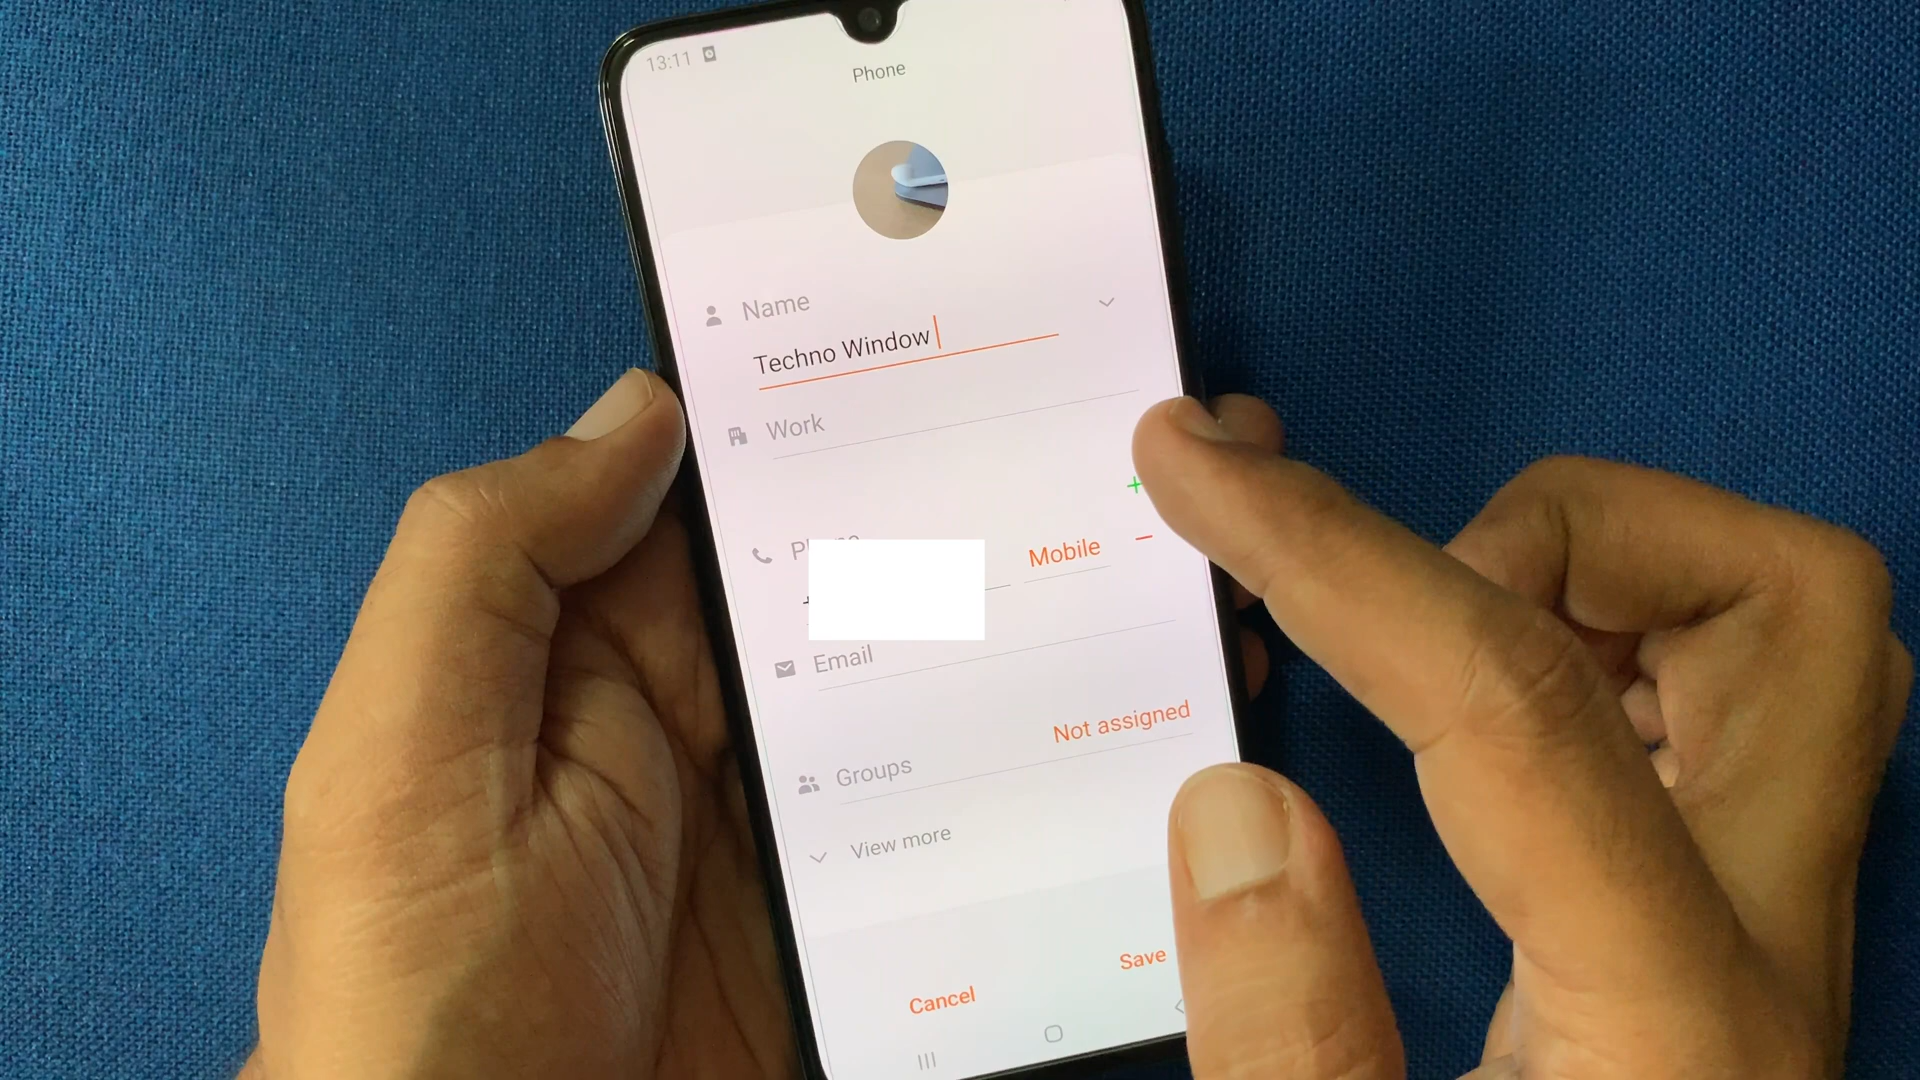 13:11
Phone
Name
Techno Window
Work
+
Mobile
−
Email
Not assigned
Groups
View more
Save
Cancel